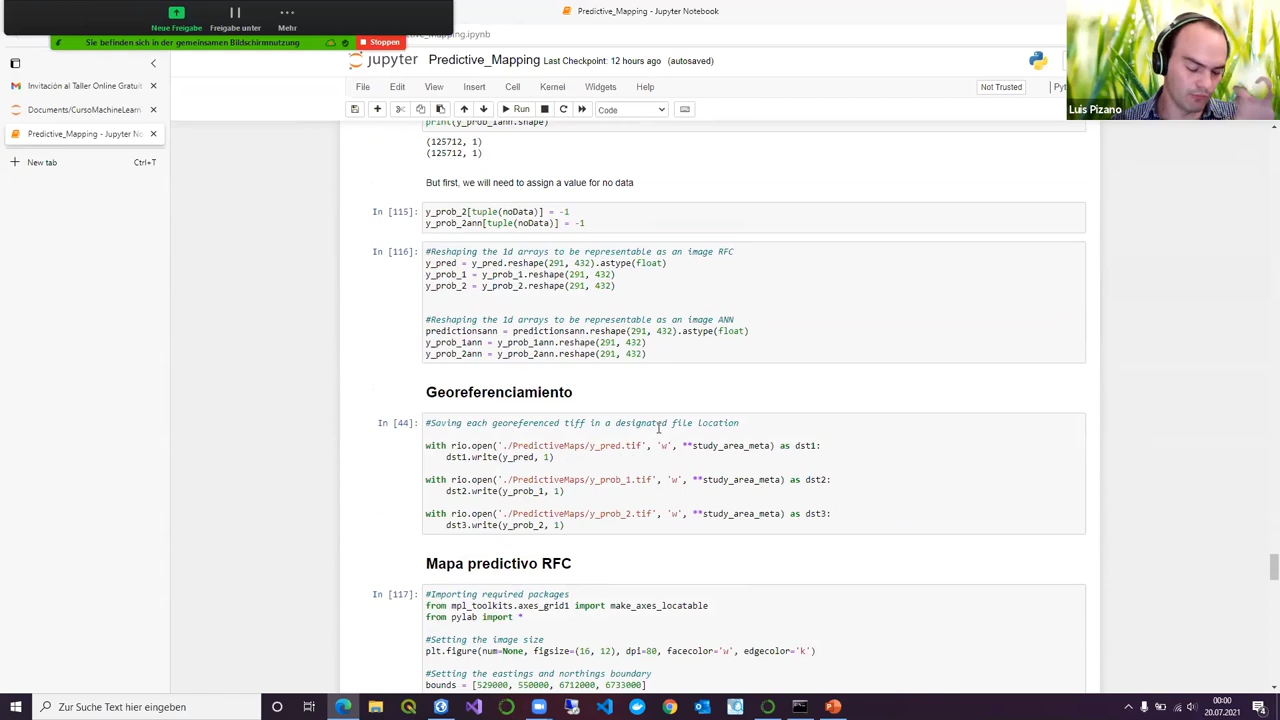 Neue Freigabe
Freigabe unter
Mehr
Sie befinden sich in der gemeinsamen Bildschirmnutzung
Stoppen
Predictive_Mapping - Jupyter Notebook
_mapping.ipynb
Luis Pizano
Invitación al Taller Online Gratuit
Documents/CursoMachineLearn
Predictive_Mapping - Jupyter No
New tab
Ctrl+T
jupyter
Predictive_Mapping Last Checkpoint: 12 hours ago (autosaved)
File Edit View Insert Cell Kernel Widgets Help
Not Trusted
Run
Code
print(y_prob_1ann.shape)
(125712, 1)
(125712, 1)
But first, we will need to assign a value for no data
In [115]:
y_prob_2[tuple(noData)] = -1
y_prob_2ann[tuple(noData)] = -1
In [116]:
#Reshaping the 1d arrays to be representable as an image RFC
y_pred = y_pred.reshape(291, 432).astype(float)
y_prob_1 = y_prob_1.reshape(291, 432)
y_prob_2 = y_prob_2.reshape(291, 432)
#Reshaping the 1d arrays to be representable as an image ANN
predictionsann = predictionsann.reshape(291, 432).astype(float)
y_prob_1ann = y_prob_1ann.reshape(291, 432)
y_prob_2ann = y_prob_2ann.reshape(291, 432)
Georeferenciamiento
In [44]:
#Saving each georeferenced tiff in a designated file location
with rio.open('./PredictiveMaps/y_pred.tif', 'w', **study_area_meta) as dst1:
dst1.write(y_pred, 1)
with rio.open('./PredictiveMaps/y_prob_1.tif', 'w', **study_area_meta) as dst2:
dst2.write(y_prob_1, 1)
with rio.open('./PredictiveMaps/y_prob_2.tif', 'w', **study_area_meta) as dst3:
dst3.write(y_prob_2, 1)
Mapa predictivo RFC
In [117]:
#Importing required packages
from mpl_toolkits.axes_grid1 import make_axes_locatable
from pylab import *
#Setting the image size
plt.figure(num=None, figsize=(16, 12), dpi=80, facecolor='w', edgecolor='k')
#Setting the eastings and northings boundary
bounds = [529000, 550000, 6712000, 6733000]
Zur Suche Text hier eingeben
00:00
20.07.2021